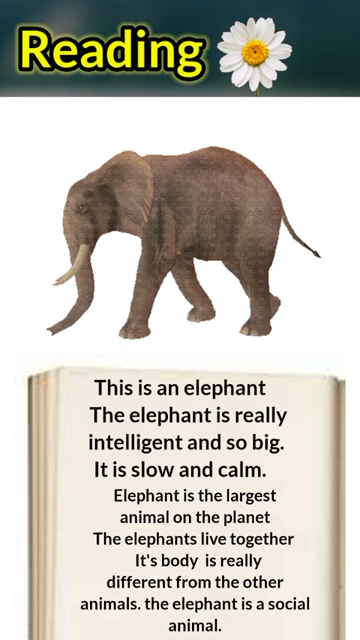 Reading
This is an elephant
The elephant is really
intelligent and so big.
It is slow and calm.
Elephant is the largest
animal on the planet
The elephants live together
It's body is really
different from the other
animals. the elephant is a social
animal.